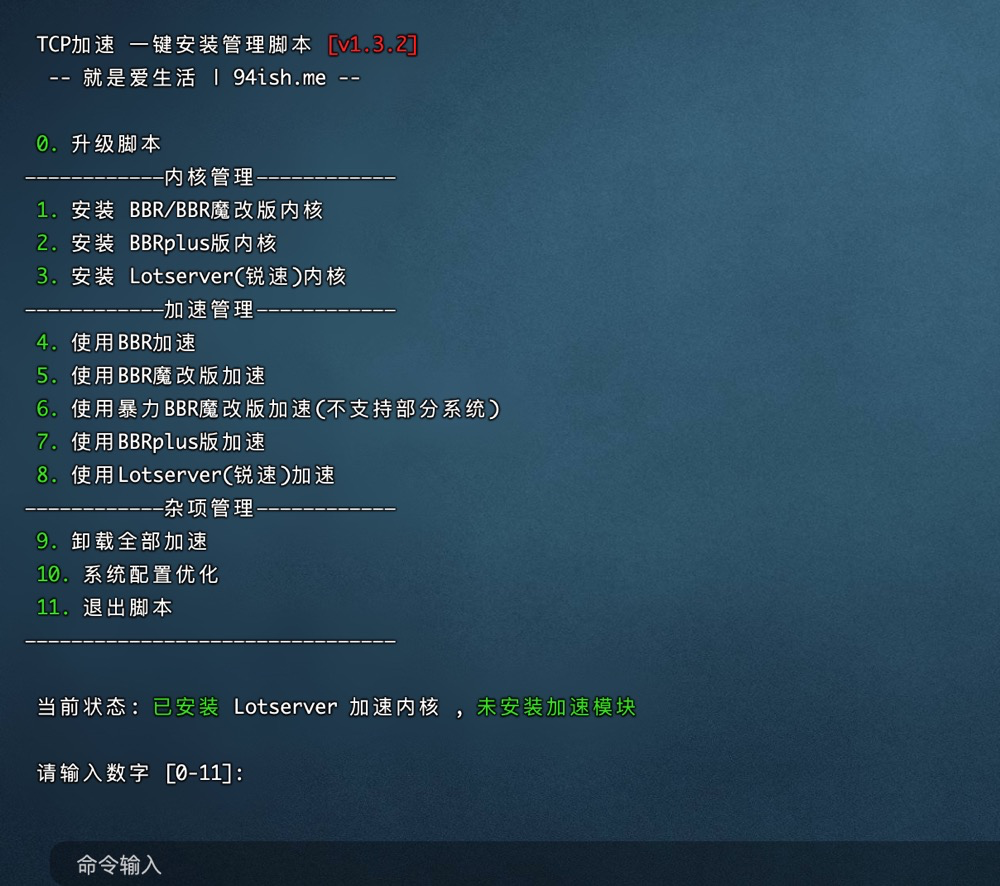 TCP加速 一键安装管理脚本 [v1.3.2]
-- 就是爱生活 | 94ish.me --
0. 升级脚本
————————————内核管理————————————
1. 安装 BBR/BBR魔改版内核
2. 安装 BBRplus版内核
3. 安装 Lotserver(锐速)内核
————————————加速管理————————————
4. 使用BBR加速
5. 使用BBR魔改版加速
6. 使用暴力BBR魔改版加速(不支持部分系统)
7. 使用BBRplus版加速
8. 使用Lotserver(锐速)加速
————————————杂项管理————————————
9. 卸载全部加速
10. 系统配置优化
11. 退出脚本
————————————————————————————————
当前状态: 已安装 Lotserver 加速内核 , 未安装加速模块
请输入数字 [0-11]:
命令输入